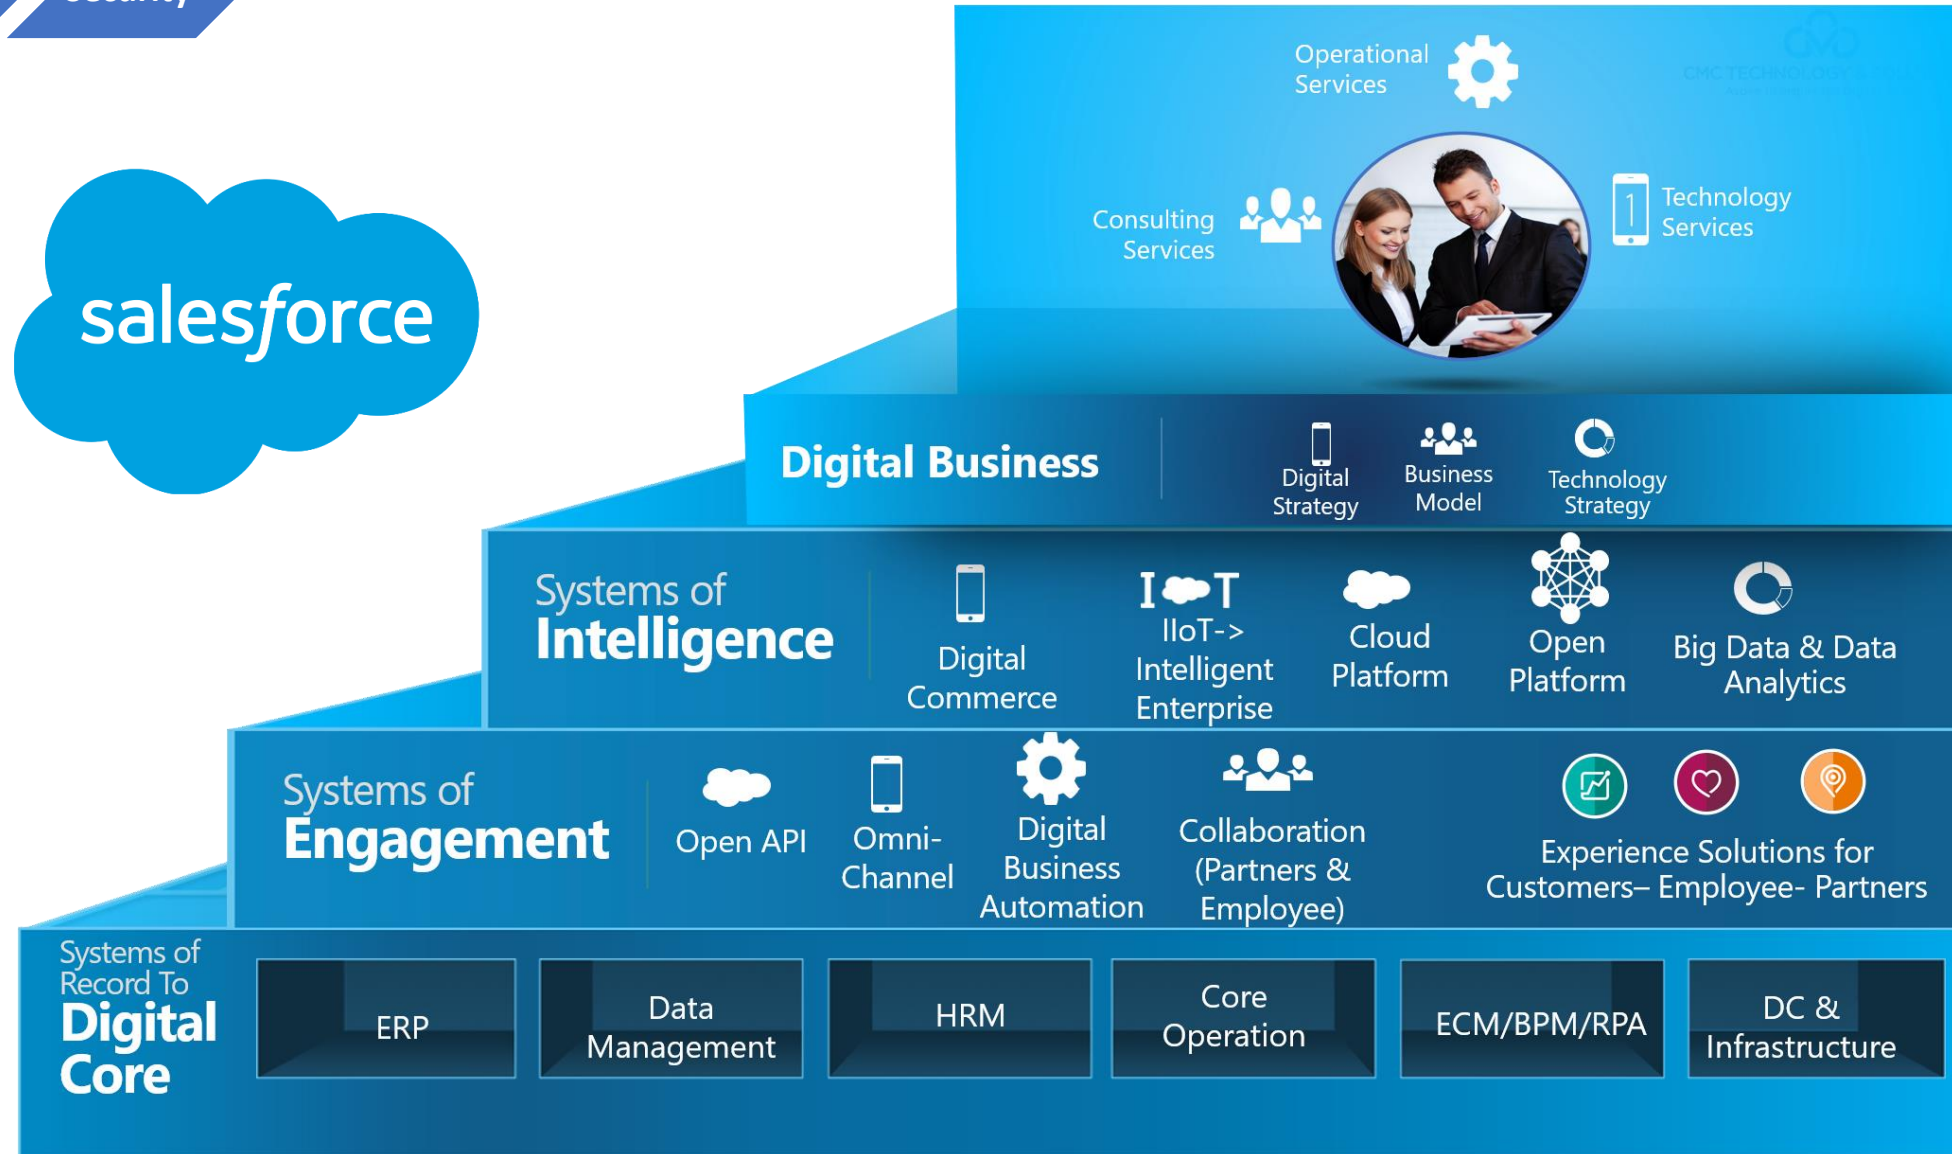 Security
salesforce
Operational
Services
CMC TECHNOLOGY &
Consulting
Services
Technology
Services
Digital Business
Digital
Strategy
Business
Model
Technology
Strategy
Systems of
Intelligence
Digital
Commerce
I T
IIoT->
Intelligent
Enterprise
Cloud
Platform
Open
Platform
Big Data & Data
Analytics
Systems of
Engagement
Open API
Omni-
Channel
Digital
Business
Automation
Collaboration
(Partners &
Employee)
Experience Solutions for
Customers– Employee- Partners
Systems of
Record To
Digital
Core
ERP
Data
Management
HRM
Core
Operation
ECM/BPM/RPA
DC &
Infrastructure